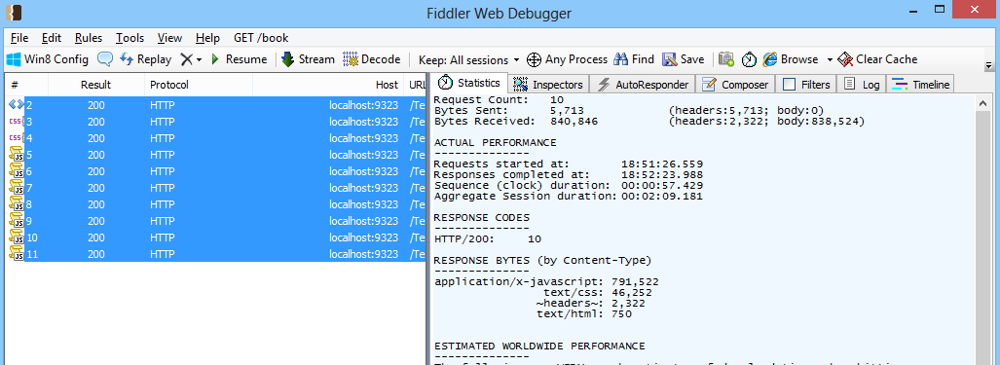 Fiddler Web Debugger
File Edit Rules Tools View Help GET /book
Win8 Config Replay Resume Stream Decode Keep: All sessions Any Process Find Save Browse Clear Cache
# Result Protocol Host URL
2 200 HTTP localhost:9323 /Te
3 200 HTTP localhost:9323 /Te
4 200 HTTP localhost:9323 /Te
5 200 HTTP localhost:9323 /Te
6 200 HTTP localhost:9323 /Te
7 200 HTTP localhost:9323 /Te
8 200 HTTP localhost:9323 /Te
9 200 HTTP localhost:9323 /Te
10 200 HTTP localhost:9323 /Te
11 200 HTTP localhost:9323 /Te
Statistics Inspectors AutoResponder Composer Filters Log Timeline
Request Count: 10
Bytes Sent: 5,713 (headers:5,713; body:0)
Bytes Received: 840,846 (headers:2,322; body:838,524)
ACTUAL PERFORMANCE
--------------
Requests started at: 18:51:26.559
Responses completed at: 18:52:23.988
Sequence (clock) duration: 00:00:57.429
Aggregate Session duration: 00:02:09.181
RESPONSE CODES
--------------
HTTP/200: 10
RESPONSE BYTES (by Content-Type)
--------------
application/x-javascript: 791,522
text/css: 46,252
~headers~: 2,322
text/html: 750
ESTIMATED WORLDWIDE PERFORMANCE
--------------